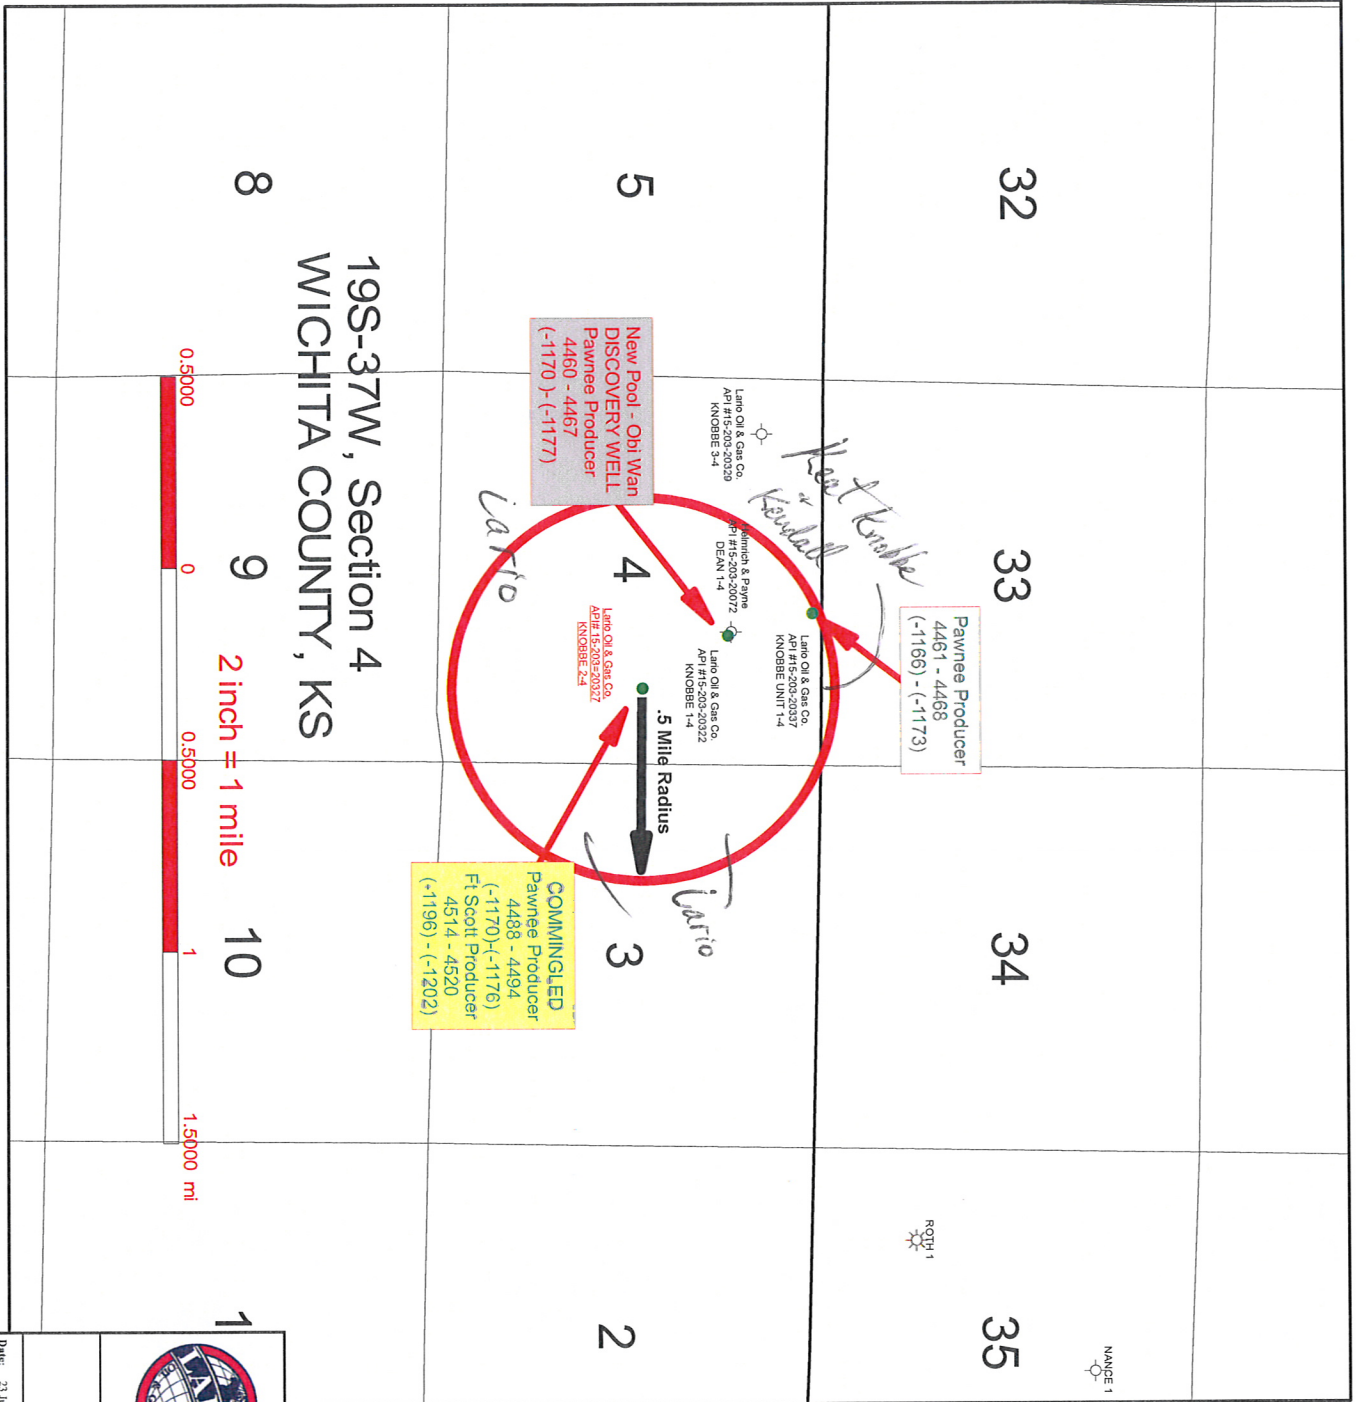 32
33
34
35
NANCE 1
ROTH 1
Pawnee Producer
4461 - 4468
(-1166) - (-1173)
Kent Knobbe
+
Kendall
Lario Oil & Gas Co.
API #15-203-20337
KNOBBE UNIT 1-4
Lario Oil & Gas Co.
API #15-203-20329
KNOBBE 3-4
Helmrich & Payne
API #15-203-20072
DEAN 1-4
Lario Oil & Gas Co.
API #15-203-20322
KNOBBE 1-4
5
4
3
2
New Pool - Obi Wan
DISCOVERY WELL
Pawnee Producer
4460 - 4467
(-1170 )- (-1177)
Lario Oil & Gas Co.
API# 15-203=20327
KNOBBE 2-4
.5 Mile Radius
Lario
Lario
COMMINGLED
Pawnee Producer
4488 - 4494
(-1170)-(-1176)
Ft Scott Producer
4514 - 4520
(-1196) - (-1202)
19S-37W, Section 4
WICHITA COUNTY, KS
8
9
10
1
2 inch = 1 mile
0.5000
0
0.5000
1
1.5000 mi
LA
Date: 23